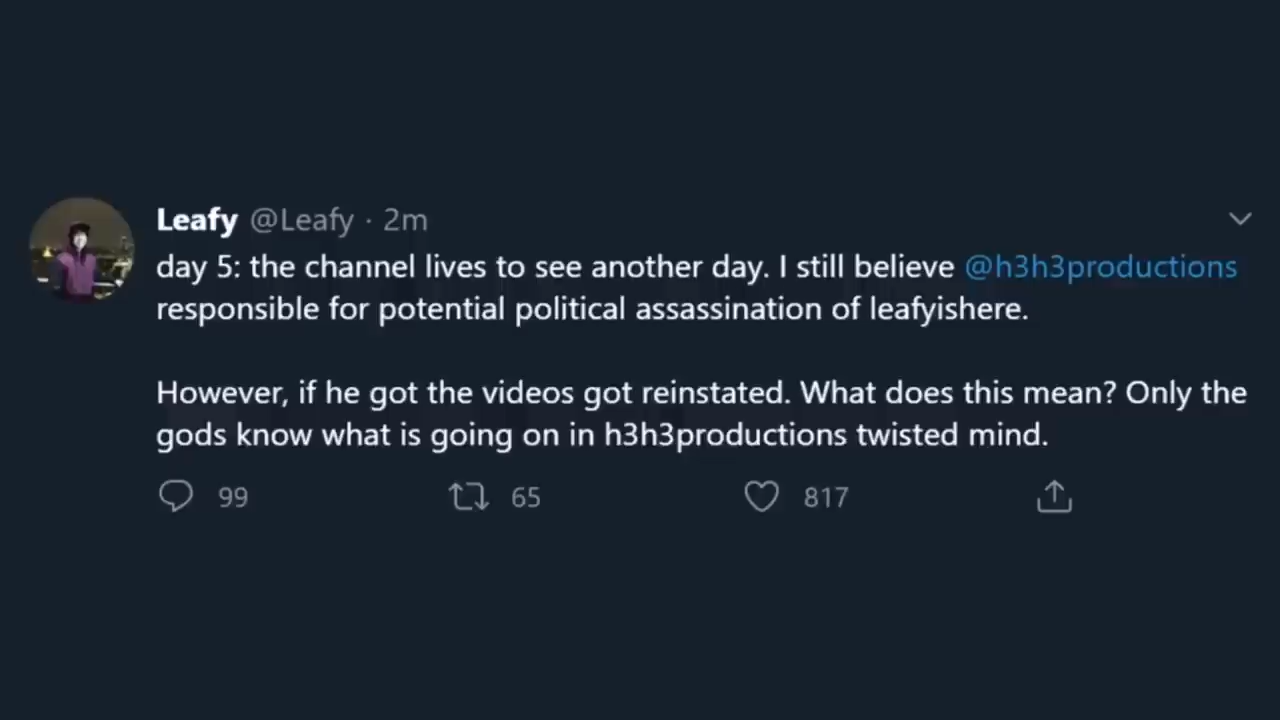 Leafy @Leafy · 2m
day 5: the channel lives to see another day. I still believe @h3h3productions
responsible for potential political assassination of leafyishere.
However, if he got the videos got reinstated. What does this mean? Only the
gods know what is going on in h3h3productions twisted mind.
99 65 817